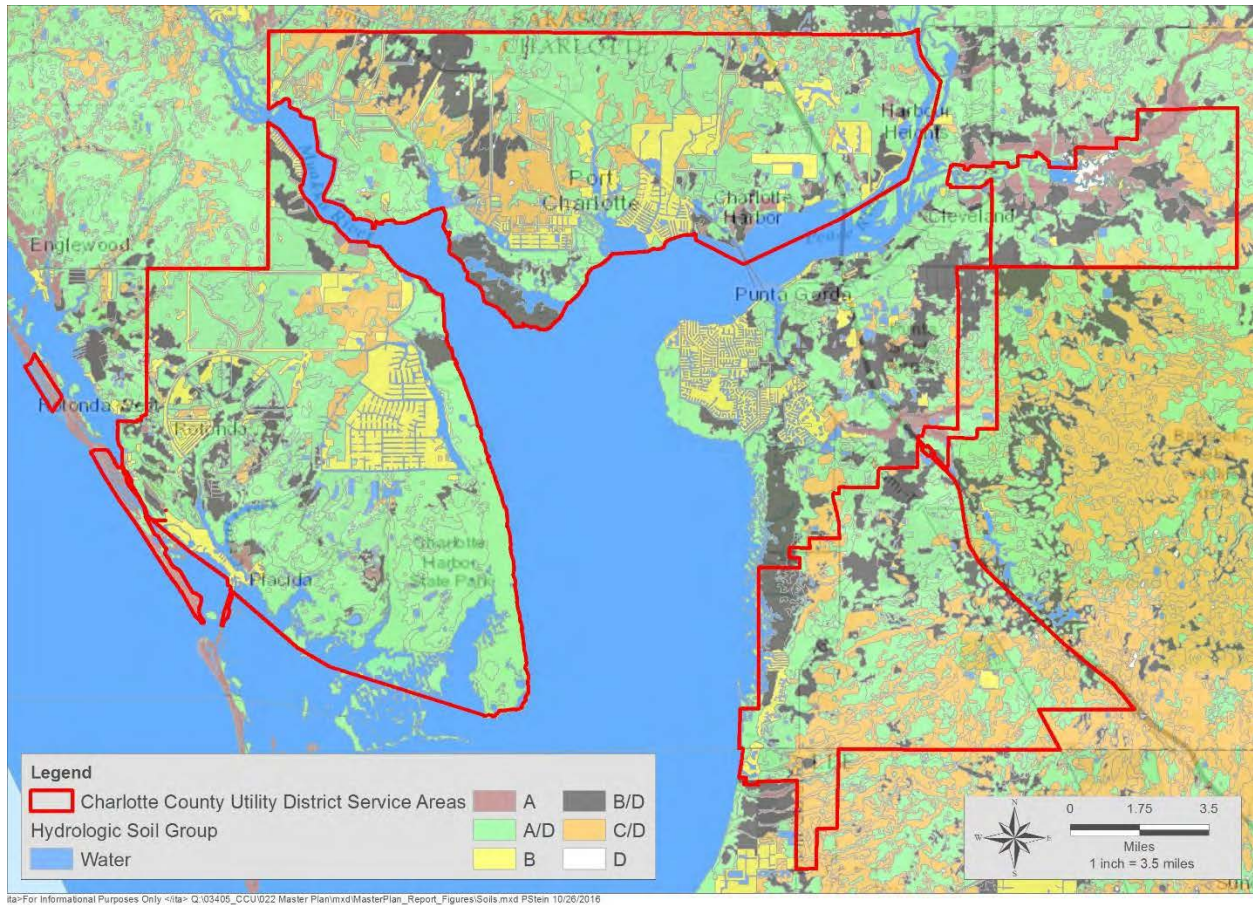 SARASOTA
CHARLOTTE
Harbour
Height
Port
Charlotte
Charlotte
Harbor
Cleveland
Englewood
Punta Gorda
Rotonda
Charlotte
Harbor
State Park
Placida
Legend
Charlotte County Utility District Service Areas
Hydrologic Soil Group
Water
A
A/D
B
B/D
C/D
D
N
W E
S
0 1.75 3.5
Miles
1 inch = 3.5 miles
ita>For Informational Purposes Only </ita> Q:\03405_CCU\022 Master Plan\mxd\MasterPlan_Report_Figures\Soils.mxd PStein 10/26/2016